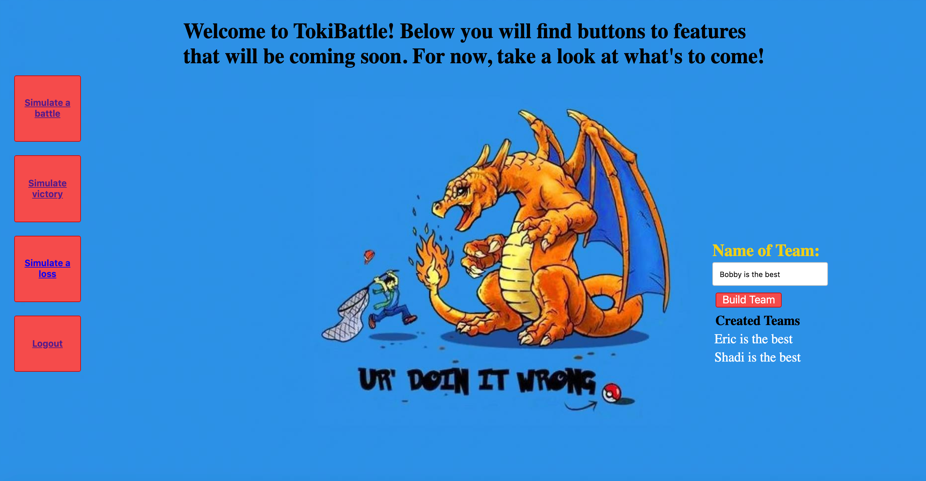 Welcome to TokiBattle! Below you will find buttons to features
that will be coming soon. For now, take a look at what's to come!
Simulate a
battle
Simulate
victory
Simulate a
loss
Logout
UR' DOIN IT WRONG
Name of Team:
Bobby is the best
Build Team
Created Teams
Eric is the best
Shadi is the best